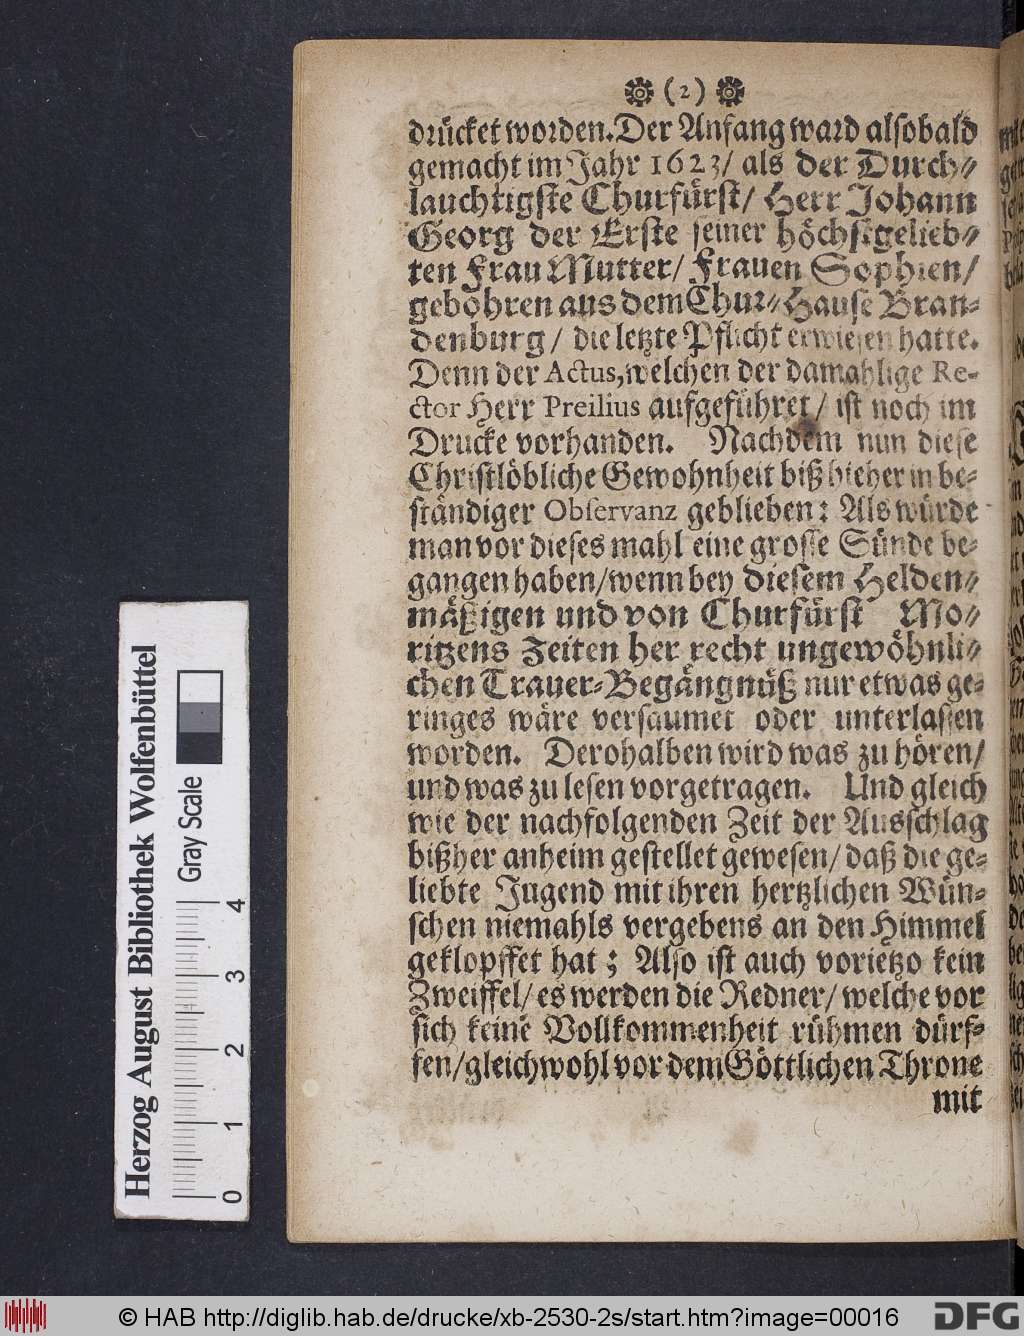 (2)
drücket worden. Der Anfang ward alsobald
gemacht im Jahr 1623/ als der Durch-
lauchtigste Churfürst/ Herr Johann
Georg der Erste seiner höchstgelieb-
ten Frau Mutter/ Frauen Sophien/
gebohren aus dem Chur-Hause Bran-
denburg/ die letzte Pflicht erwiesen hatte.
Denn der Actus, welchen der damahlige Re-
ctor Herr Preilius aufgeführet/ ist noch im
Drucke vorhanden. Nachdem nun diese
Christlöbliche Gewohnheit biß hieher in be-
ständiger Observanz geblieben: Als würde
man vor dieses mahl eine grosse Sünde be-
gangen haben/ wenn bey diesem Helden-
mäßigen und von Churfürst Mo-
ritzens Zeiten her recht ungewöhnli-
chen Trauer-Begängnüß nur etwas ge-
ringes wäre versäumet oder unterlassen
worden. Derohalben wird was zu hören/
und was zu lesen vorgetragen. Und gleich
wie der nachfolgenden Zeit der Ausschlag
bißher anheim gestellet gewesen/ daß die ge-
liebte Jugend mit ihren hertzlichen Wün-
schen niemahls vergebens an den Himmel
geklopffet hat; Also ist auch vorietzo kein
Zweiffel/ es werden die Redner/ welche vor
sich keine Vollkommenheit rühmen dürf-
fen/ gleichwohl vor dem Göttlichen Throne
mit
Herzog August Bibliothek Wolfenbüttel
Gray Scale
0 1 2 3 4
© HAB http://diglib.hab.de/drucke/xb-2530-2s/start.htm?image=00016
DFG